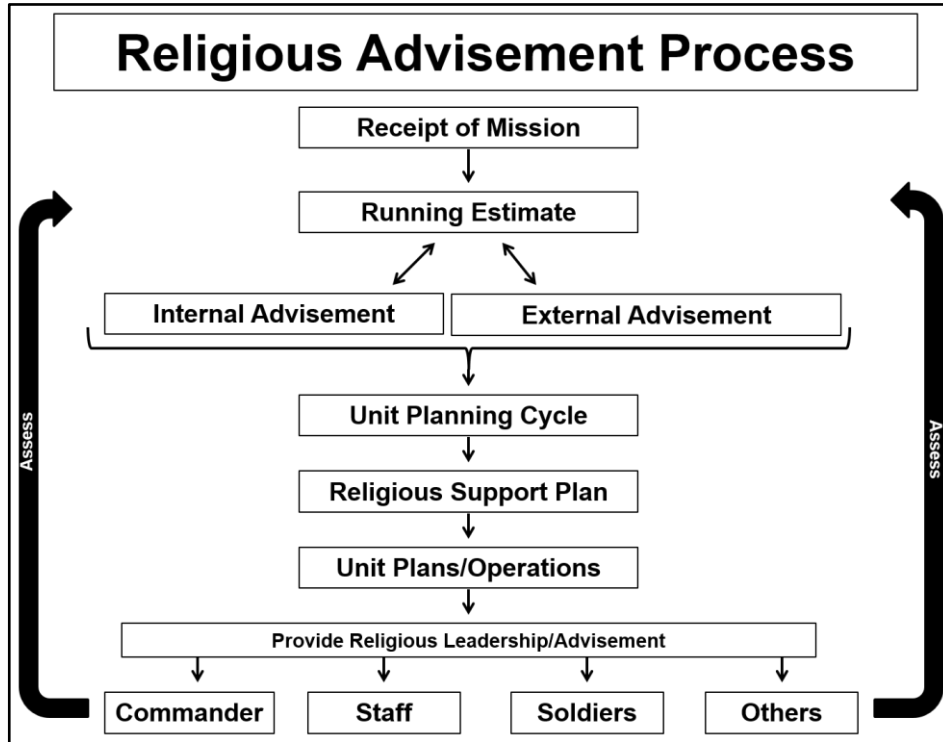 Religious Advisement Process
Receipt of Mission
Running Estimate
Internal Advisement
External Advisement
Unit Planning Cycle
Religious Support Plan
Unit Plans/Operations
Provide Religious Leadership/Advisement
Commander
Staff
Soldiers
Others
Assess
Assess